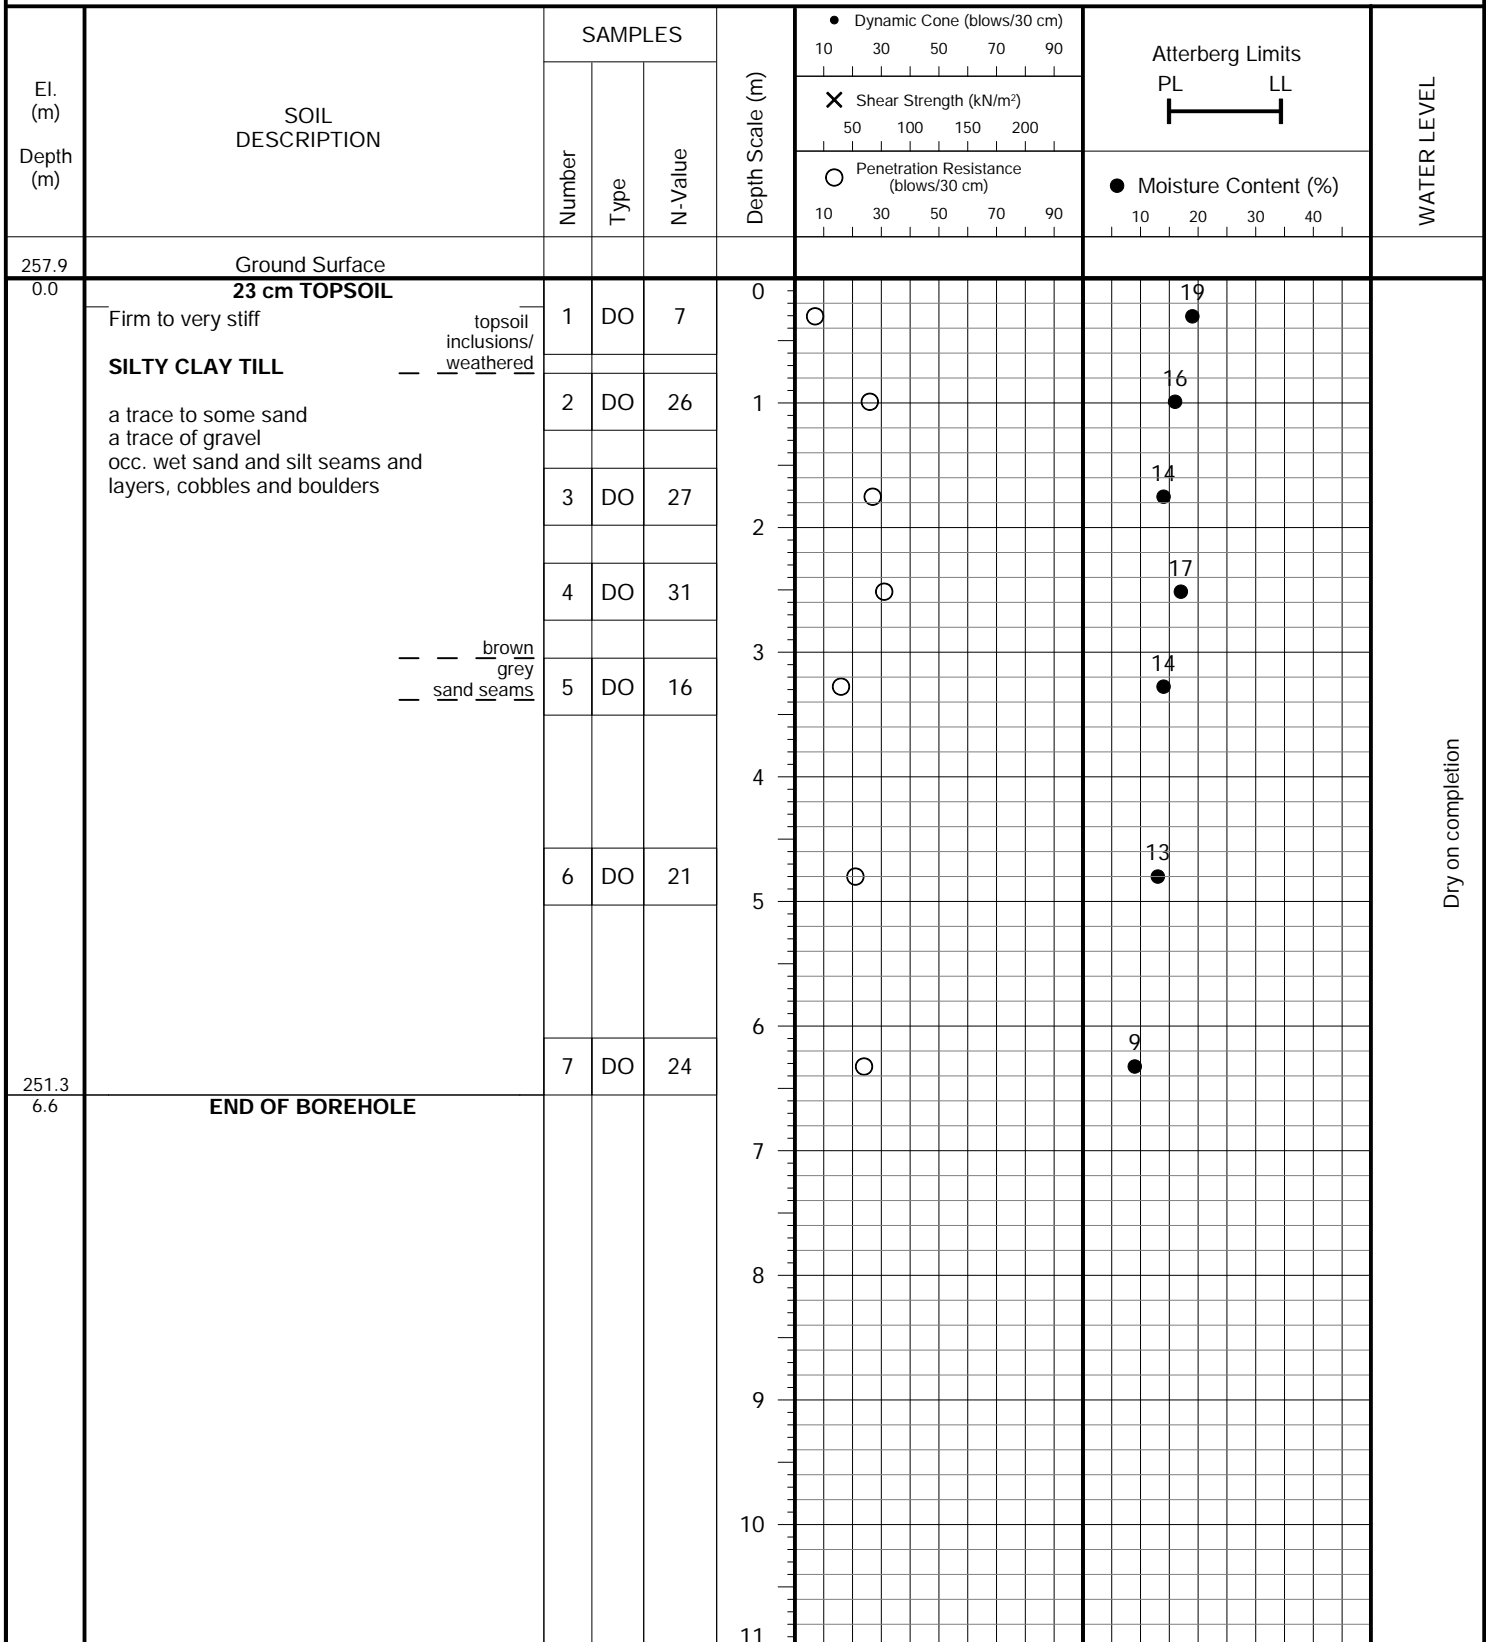 El.
(m)
Depth
(m)
SOIL
DESCRIPTION
SAMPLES
Number
Type
N-Value
Depth Scale (m)
Dynamic Cone (blows/30 cm)
10 30 50 70 90
Shear Strength (kN/m²)
50 100 150 200
Penetration Resistance
(blows/30 cm)
10 30 50 70 90
Atterberg Limits
PL LL
Moisture Content (%)
10 20 30 40
WATER LEVEL
257.9 Ground Surface
0.0 23 cm TOPSOIL
Firm to very stiff
topsoil
inclusions/
weathered
SILTY CLAY TILL
a trace to some sand
a trace of gravel
occ. wet sand and silt seams and
layers, cobbles and boulders
brown
grey
sand seams
1 DO 7
2 DO 26
3 DO 27
4 DO 31
5 DO 16
6 DO 21
7 DO 24
251.3
6.6 END OF BOREHOLE
0
1
2
3
4
5
6
7
8
9
10
11
19
16
14
17
14
13
9
Dry on completion